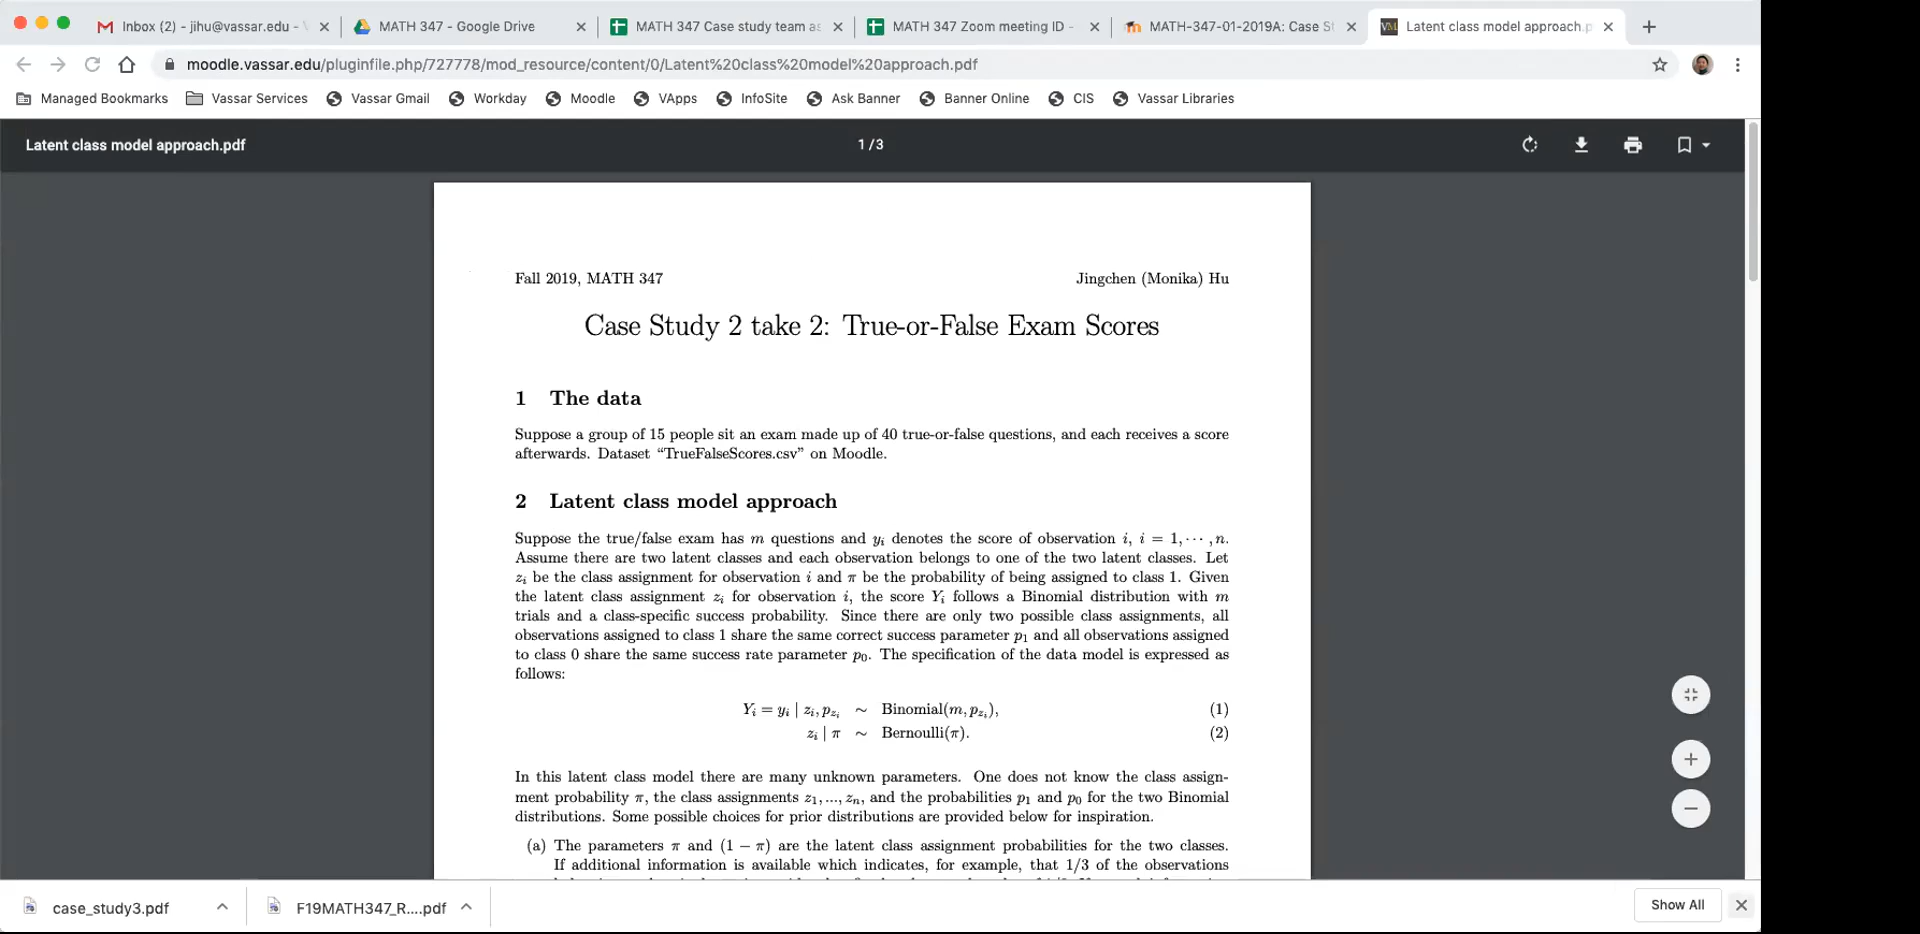 Inbox (2) - jihu@vassar.edu -
MATH 347 - Google Drive
MATH 347 Case study team as
MATH 347 Zoom meeting ID -
MATH-347-01-2019A: Case St
Latent class model approach.p
moodle.vassar.edu/pluginfile.php/727778/mod_resource/content/0/Latent%20class%20model%20approach.pdf
Managed Bookmarks Vassar Services Vassar Gmail Workday Moodle VApps InfoSite Ask Banner Banner Online CIS Vassar Libraries
Latent class model approach.pdf
1 / 3
Fall 2019, MATH 347
Jingchen (Monika) Hu
Case Study 2 take 2: True-or-False Exam Scores
1 The data
Suppose a group of 15 people sit an exam made up of 40 true-or-false questions, and each receives a score
afterwards. Dataset “TrueFalseScores.csv” on Moodle.
2 Latent class model approach
Suppose the true/false exam has m questions and yᵢ denotes the score of observation i, i = 1, ⋯ , n.
Assume there are two latent classes and each observation belongs to one of the two latent classes. Let
zᵢ be the class assignment for observation i and π be the probability of being assigned to class 1. Given
the latent class assignment zᵢ for observation i, the score Yᵢ follows a Binomial distribution with m
trials and a class-specific success probability. Since there are only two possible class assignments, all
observations assigned to class 1 share the same correct success parameter p₁ and all observations assigned
to class 0 share the same success rate parameter p₀. The specification of the data model is expressed as
follows:
Yᵢ = yᵢ | zᵢ, p_{zᵢ} ∼ Binomial(m, p_{zᵢ}), (1)
zᵢ | π ∼ Bernoulli(π). (2)
In this latent class model there are many unknown parameters. One does not know the class assign-
ment probability π, the class assignments z₁, ..., zₙ, and the probabilities p₁ and p₀ for the two Binomial
distributions. Some possible choices for prior distributions are provided below for inspiration.
(a) The parameters π and (1 − π) are the latent class assignment probabilities for the two classes.
If additional information is available which indicates, for example, that 1/3 of the observations
case_study3.pdf
F19MATH347_R....pdf
Show All